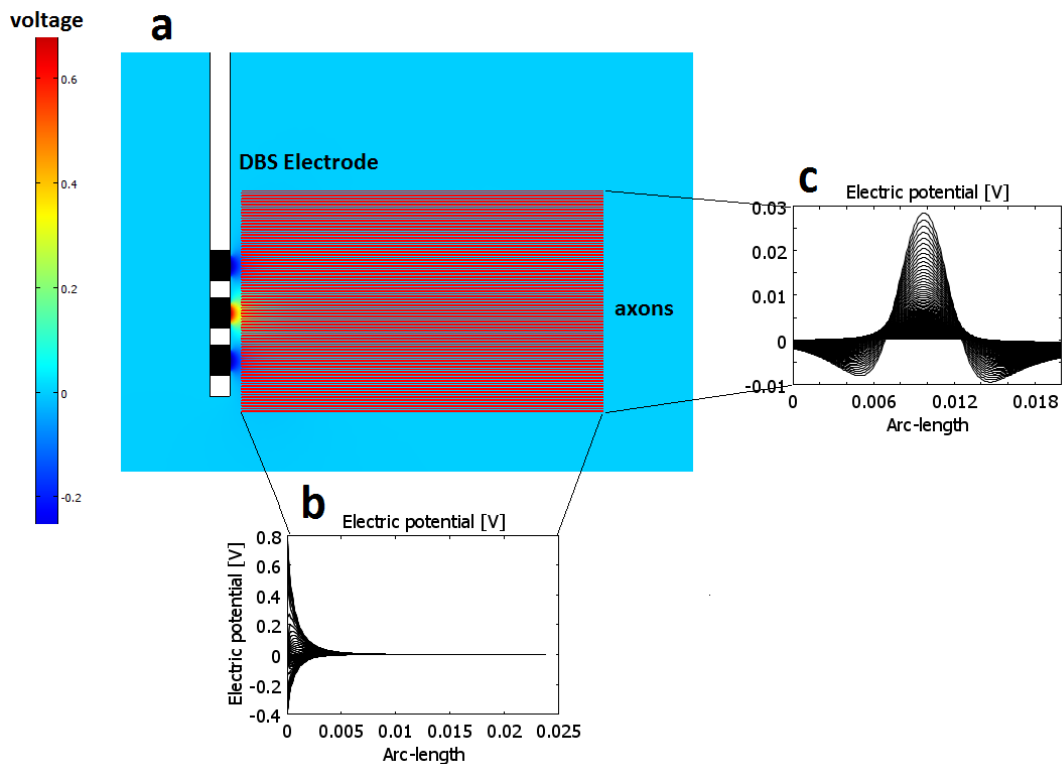 voltage
a
0.6
0.4
0.2
0
-0.2
DBS Electrode
axons
c
Electric potential [V]
0.03
0.02
0.01
0
-0.01
0
0.006
0.012
0.018
Arc-length
b
Electric potential [V]
Electric potential [V]
0.8
0.6
0.4
0.2
0
-0.2
-0.4
0
0.005
0.01
0.015
0.02
0.025
Arc-length